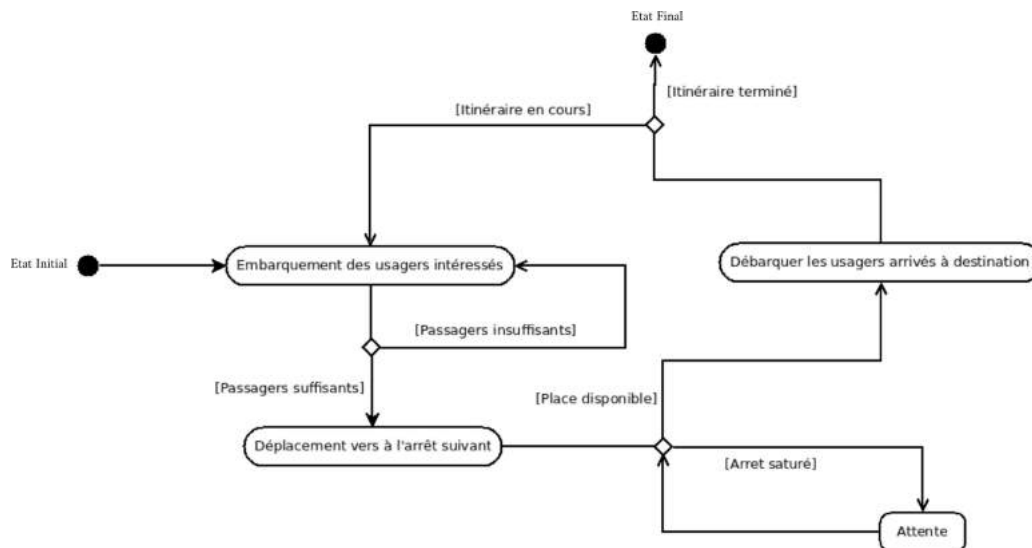 Etat Final
[Itinéraire terminé]
[Itinéraire en cours]
Etat Initial
Embarquement des usagers intéressés
Débarquer les usagers arrivés à destination
[Passagers insuffisants]
[Passagers suffisants]
[Place disponible]
Déplacement vers à l'arrêt suivant
[Arret saturé]
Attente